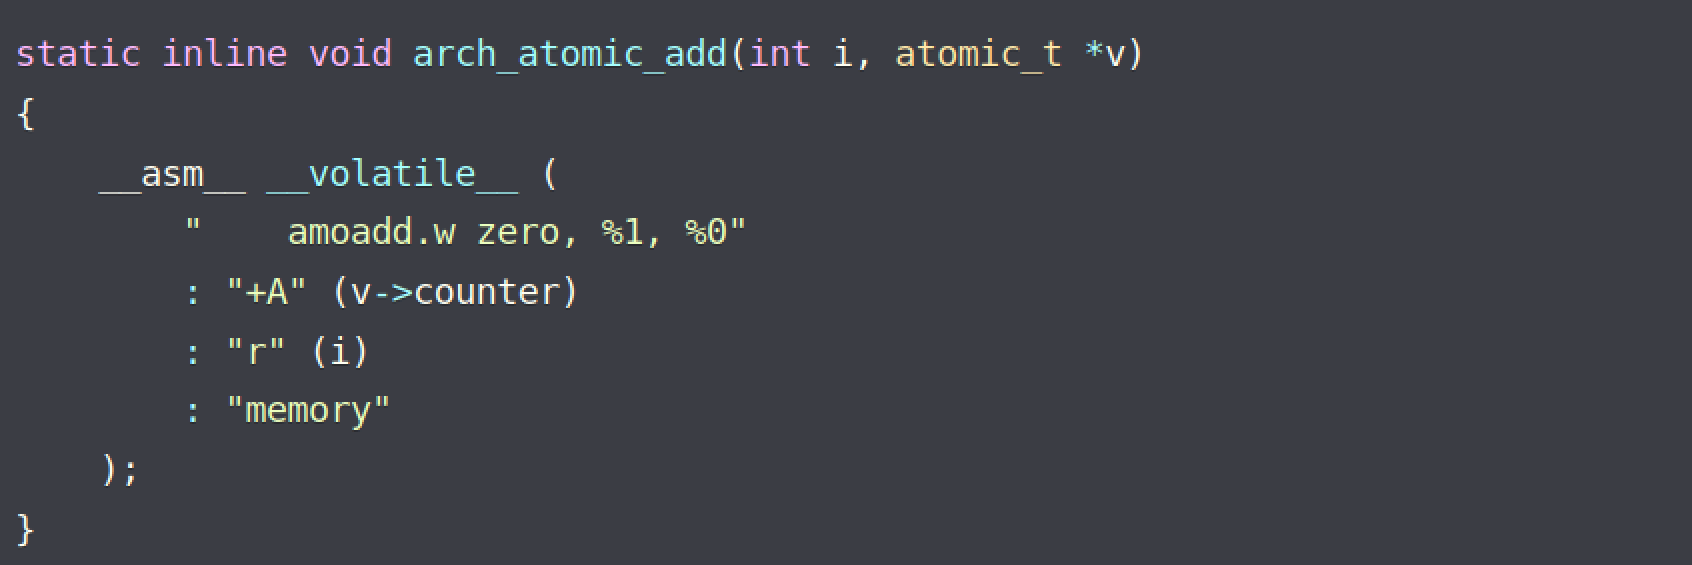 static inline void arch_atomic_add(int i, atomic_t *v)
{
    __asm__ __volatile__ (
        "    amoadd.w zero, %1, %0"
        : "+A" (v->counter)
        : "r" (i)
        : "memory"
    );
}